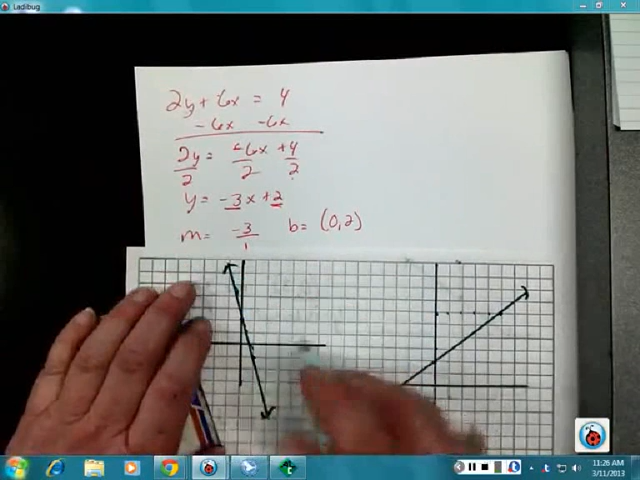 Ladibug
2y + 6x = 4
-6x -6x
2y = -6x + 4
2 2 2
y = -3x + 2
m = -3 b = (0,2)
1
11:26 AM
3/11/2013